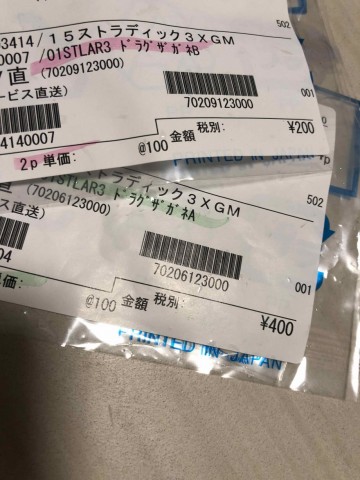 502
3414/15ストラディック3XGM
0007 /01STLAR3 ドラグザガネB
直 (70209123000)
ービス直送)
70209123000
001
4140007
2p 単価: @100 金額 税別: ¥200
PRINTED IN JAPAN
ラディック3XGM
502
01STLAR3 ドラグザガネA
(70206123000)
ス直送)
70206123000
001
04
単価: @100 金額 税別: ¥400
PRINTED IN JAPAN